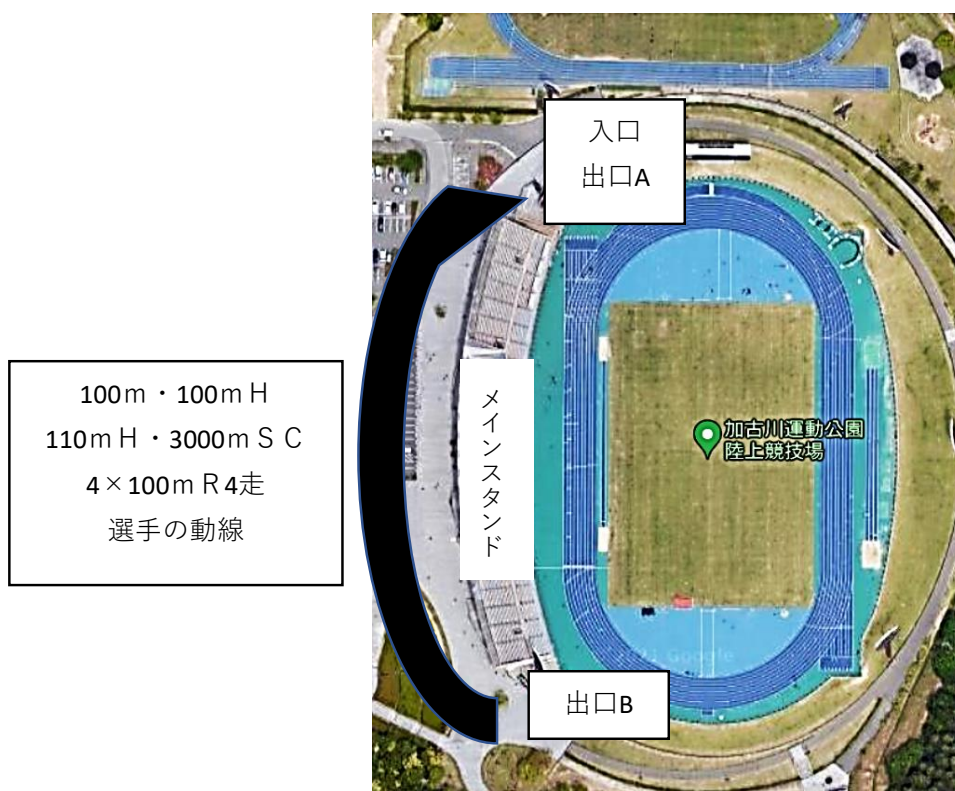 入口
出口A
100ｍ・100ｍＨ
110ｍＨ・3000ｍＳＣ
4×100ｍＲ4走
選手の動線
メインスタンド
加古川運動公園
陸上競技場
Google
出口B